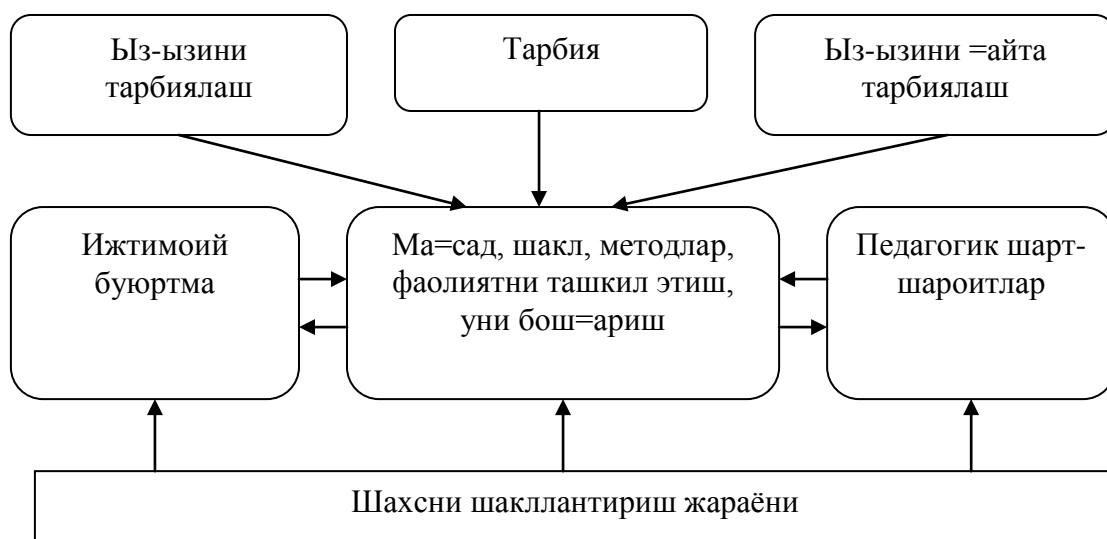 Ыз-ызини
тарбиялаш
Тарбия
Ыз-ызини =айта
тарбиялаш
Ижтимоий
буюртма
Ма=сад, шакл, методлар,
фаолиятни ташкил этиш,
уни бош=ариш
Педагогик шарт-
шароитлар
Шахсни шакллантириш жараёни